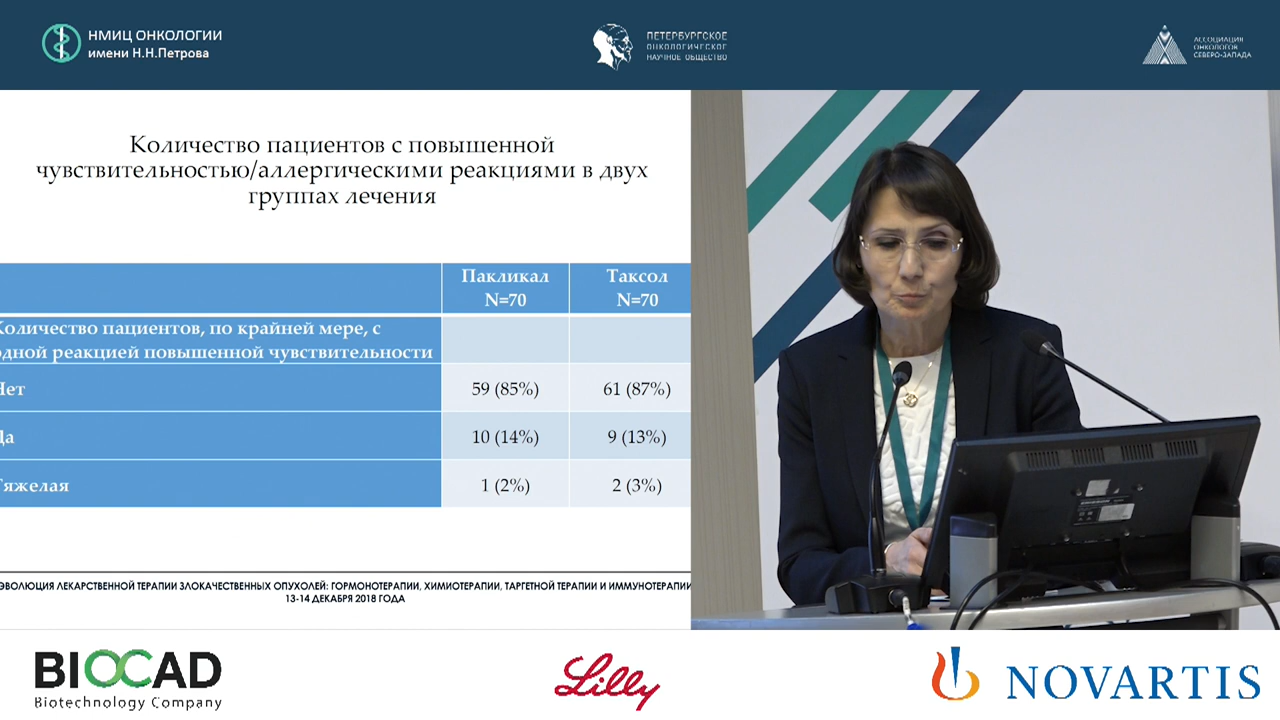 НМИЦ ОНКОЛОГИИ
имени Н.Н.Петрова
ПЕТЕРБУРГСКОЕ
ОНКОЛОГИЧЕСКОЕ
НАУЧНОЕ ОБЩЕСТВО
АССОЦИАЦИЯ
ОНКОЛОГОВ
СЕВЕРО-ЗАПАДА
Количество пациентов с повышенной
чувствительностью/аллергическими реакциями в двух
группах лечения
Пакликал
N=70
Таксол
N=70
Количество пациентов, по крайней мере, с
одной реакцией повышенной чувствительности
Нет 59 (85%) 61 (87%)
Да 10 (14%) 9 (13%)
Тяжелая 1 (2%) 2 (3%)
ЭВОЛЮЦИЯ ЛЕКАРСТВЕННОЙ ТЕРАПИИ ЗЛОКАЧЕСТВЕННЫХ ОПУХОЛЕЙ: ГОРМОНОТЕРАПИИ, ХИМИОТЕРАПИИ, ТАРГЕТНОЙ ТЕРАПИИ И ИММУНОТЕРАПИИ
13-14 ДЕКАБРЯ 2018 ГОДА
BIOCAD
Biotechnology Company
Lilly
NOVARTIS